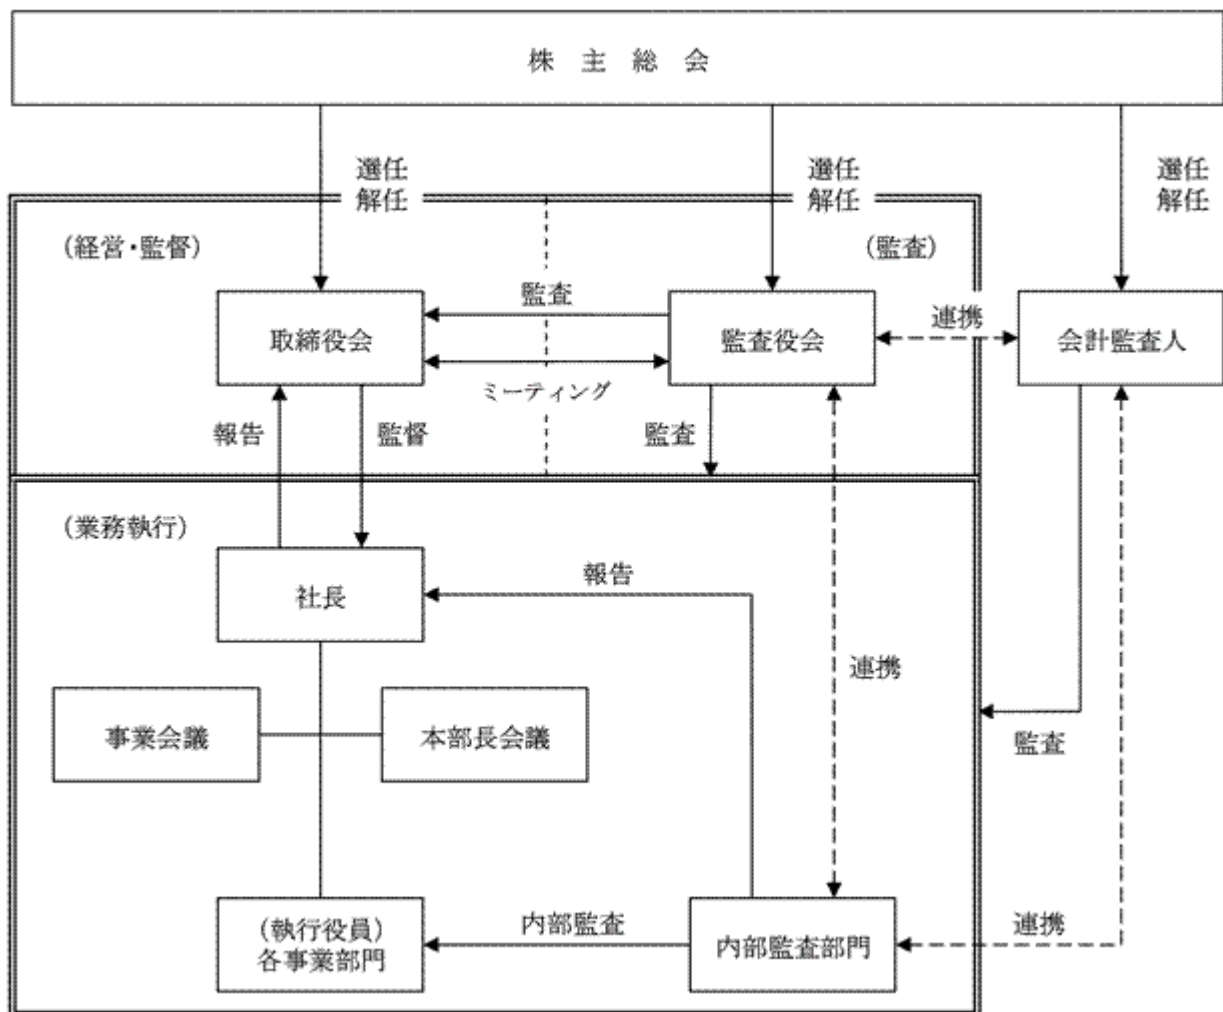 株主総会
選任
解任
選任
解任
選任
解任
(経営・監督)
(監査)
監査
連携
取締役会
監査役会
会計監査人
ミーティング
報告
監督
監査
(業務執行)
報告
社長
連携
事業会議
本部長会議
監査
(執行役員)
各事業部門
内部監査
内部監査部門
連携